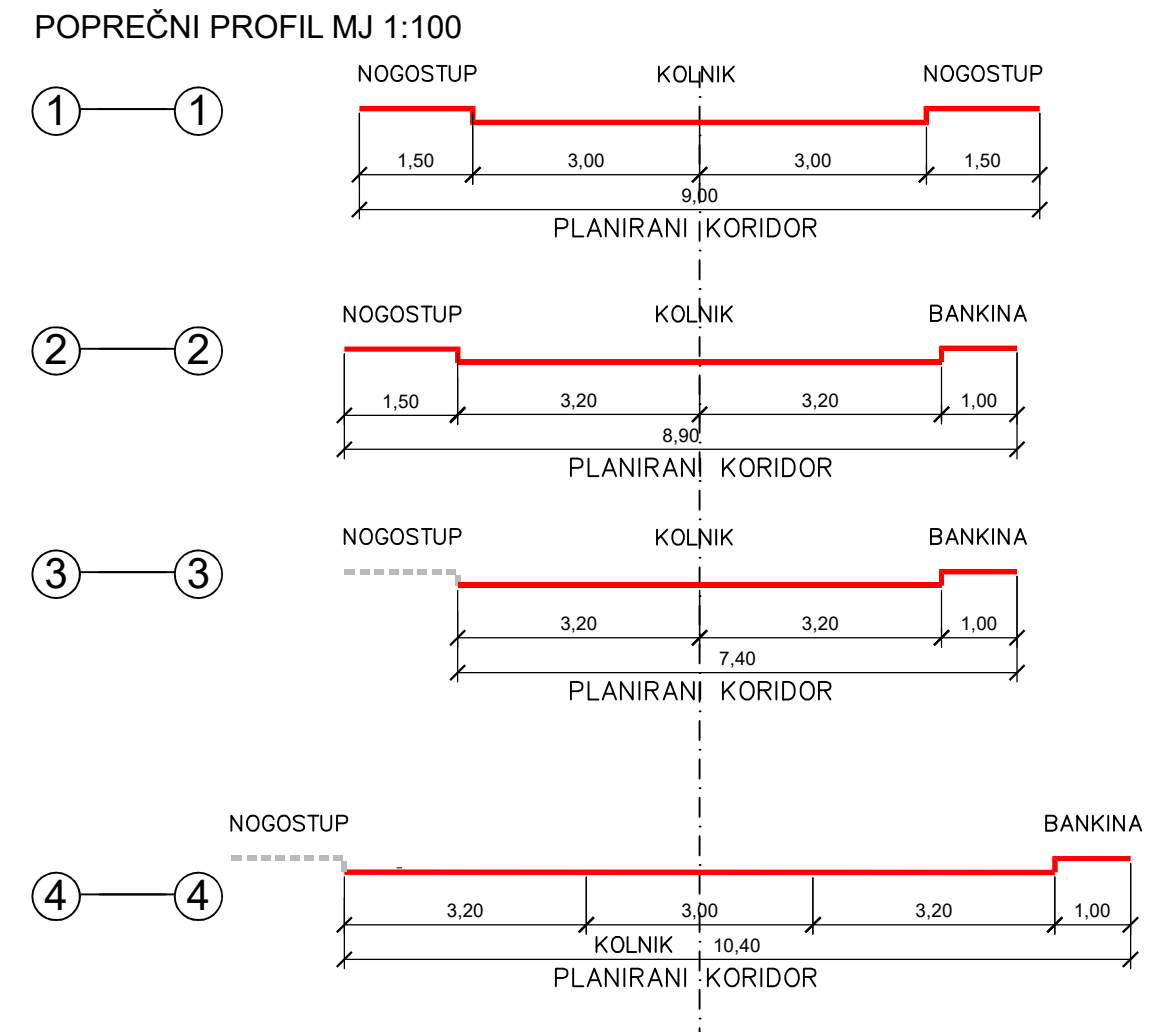 POPREČNI PROFIL MJ 1:100
NOGOSTUP KOLNIK NOGOSTUP
1 1
1,50 3,00 3,00 1,50
9,00
PLANIRANI KORIDOR
NOGOSTUP KOLNIK BANKINA
2 2
1,50 3,20 3,20 1,00
8,90
PLANIRANI KORIDOR
NOGOSTUP KOLNIK BANKINA
3 3
3,20 3,20 1,00
7,40
PLANIRANI KORIDOR
NOGOSTUP BANKINA
4 4
3,20 3,00 3,20 1,00
KOLNIK 10,40
PLANIRANI KORIDOR